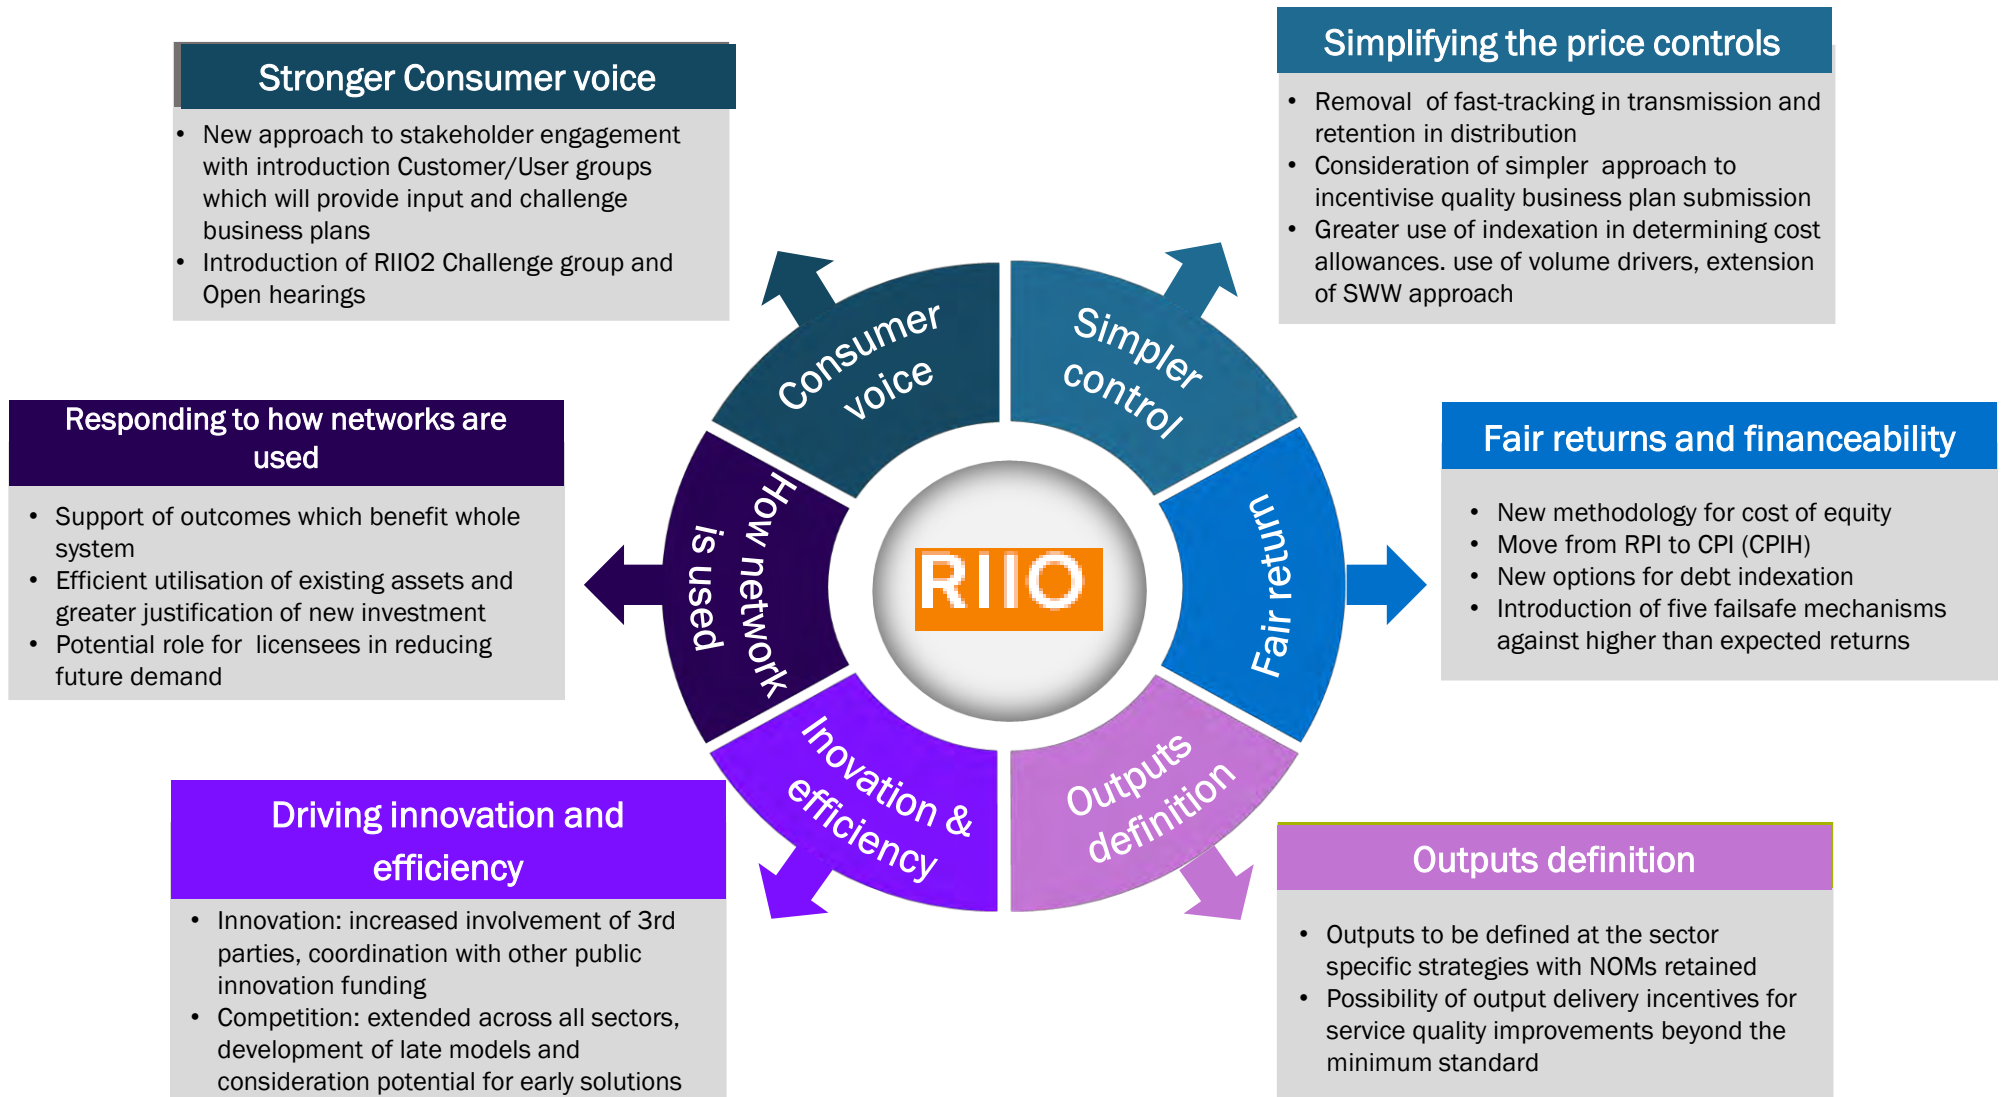 Stronger Consumer voice
• New approach to stakeholder engagement
with introduction Customer/User groups
which will provide input and challenge
business plans
• Introduction of RIIO2 Challenge group and
Open hearings
Simplifying the price controls
• Removal of fast-tracking in transmission and
retention in distribution
• Consideration of simpler approach to
incentivise quality business plan submission
• Greater use of indexation in determining cost
allowances. use of volume drivers, extension
of SWW approach
Responding to how networks are
used
• Support of outcomes which benefit whole
system
• Efficient utilisation of existing assets and
greater justification of new investment
• Potential role for licensees in reducing
future demand
Consumer
voice
Simpler
control
How network
is used
RIIO
Fair return
Inovation &
efficiency
Outputs
definition
Fair returns and financeability
• New methodology for cost of equity
• Move from RPI to CPI (CPIH)
• New options for debt indexation
• Introduction of five failsafe mechanisms
against higher than expected returns
Driving innovation and
efficiency
• Innovation: increased involvement of 3rd
parties, coordination with other public
innovation funding
• Competition: extended across all sectors,
development of late models and
consideration potential for early solutions
Outputs definition
• Outputs to be defined at the sector
specific strategies with NOMs retained
• Possibility of output delivery incentives for
service quality improvements beyond the
minimum standard